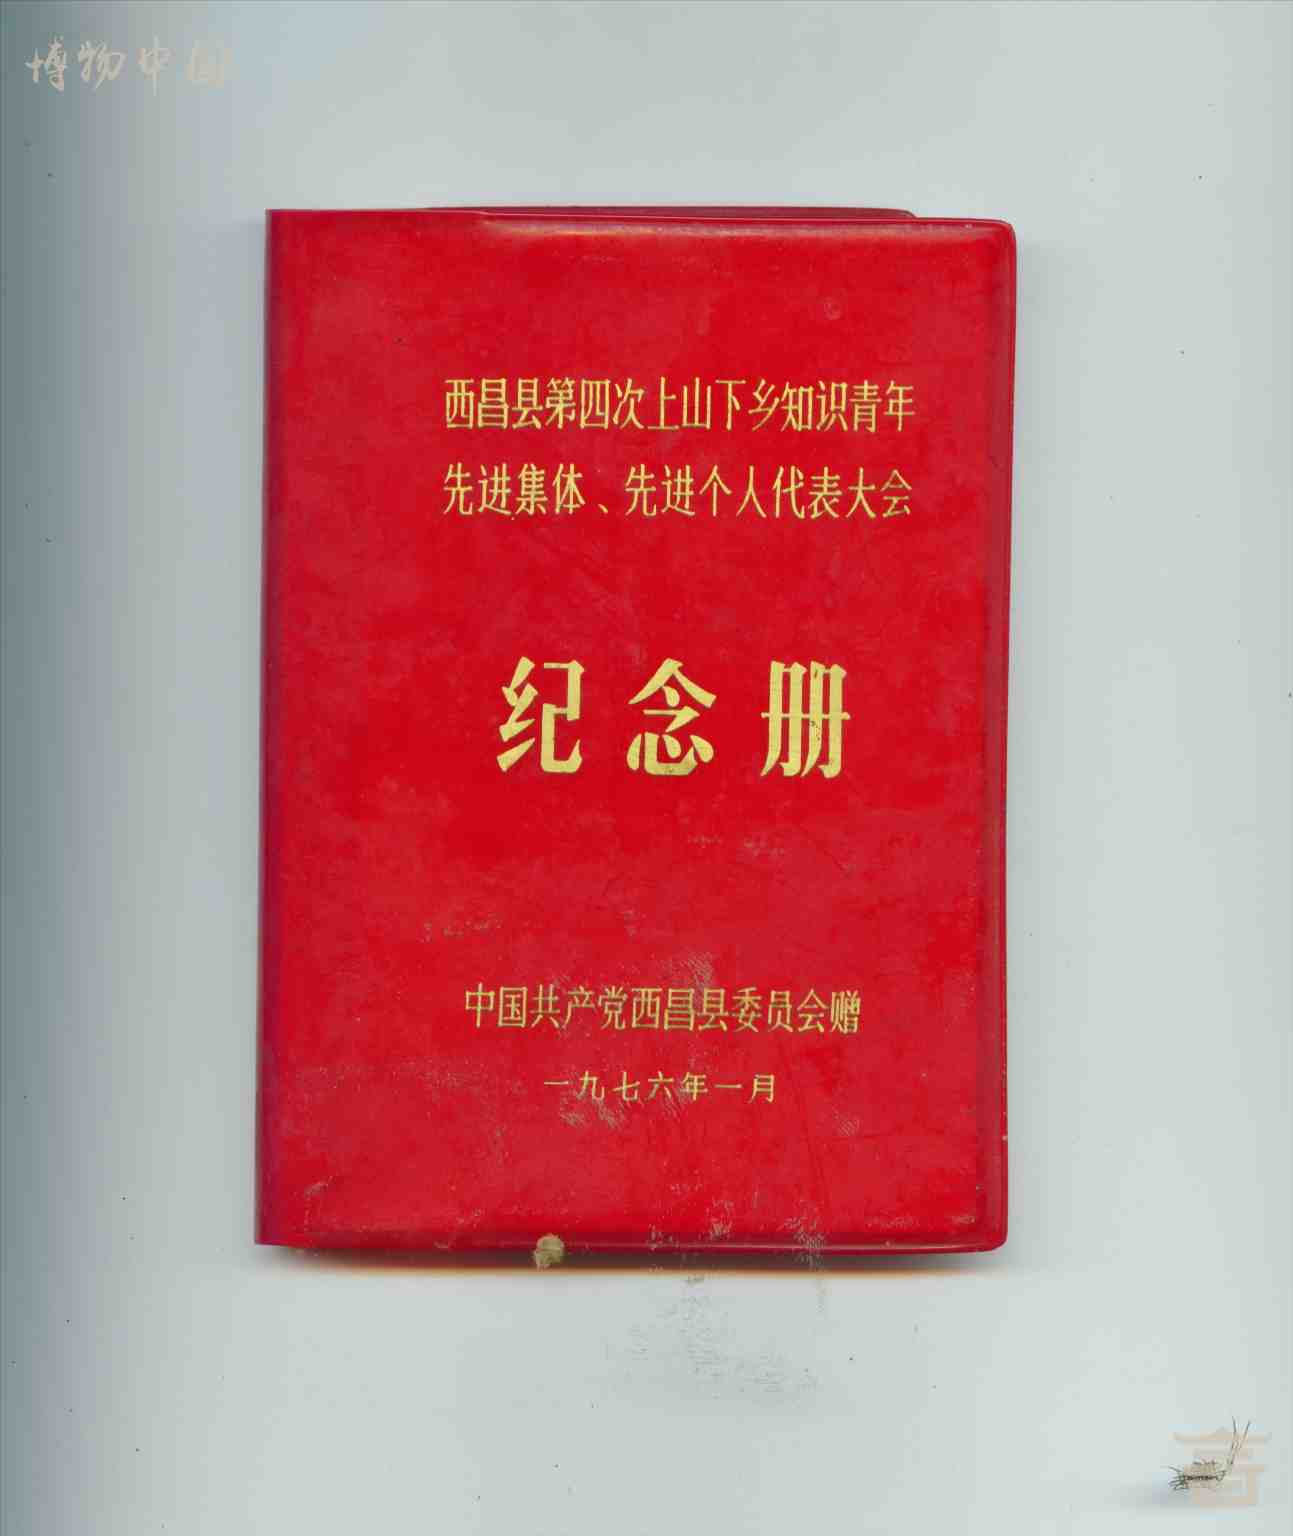 博物中国
西昌县第四次上山下乡知识青年
先进集体、先进个人代表大会
纪念册
中国共产党西昌县委员会赠
一九七六年一月